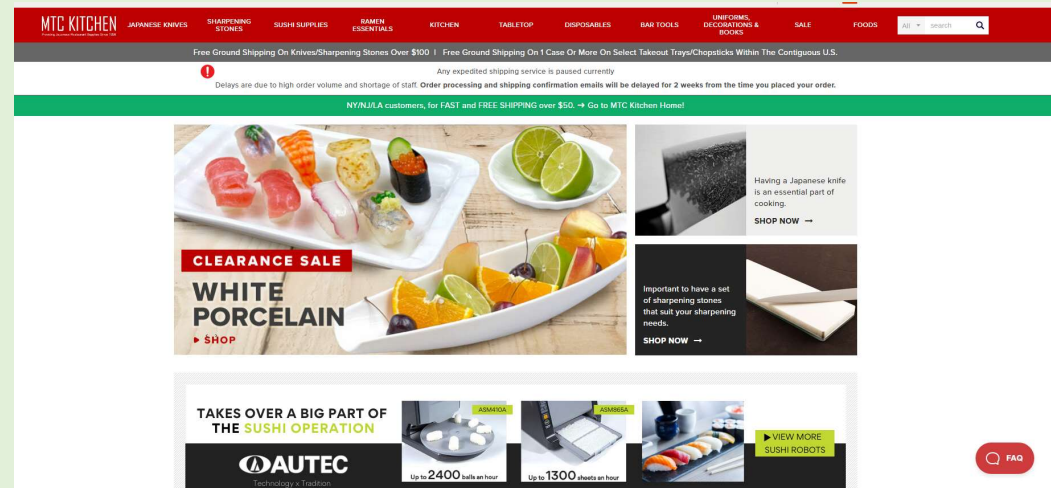 MTC KITCHEN
JAPANESE KNIVES
SHARPENING
STONES
SUSHI SUPPLIES
RAMEN
ESSENTIALS
KITCHEN
TABLETOP
DISPOSABLES
BAR TOOLS
UNIFORMS,
DECORATIONS &
BOOKS
SALE
FOODS
All
search
Free Ground Shipping On Knives/Sharpening Stones Over $100 | Free Ground Shipping On 1 Case Or More On Select Takeout Trays/Chopsticks Within The Contiguous U.S.
Any expedited shipping service is paused currently
Delays are due to high order volume and shortage of staff. Order processing and shipping confirmation emails will be delayed for 2 weeks from the time you placed your order.
NY/NJ/LA customers, for FAST and FREE SHIPPING over $50. → Go to MTC Kitchen Home!
CLEARANCE SALE
WHITE
PORCELAIN
▶ SHOP
Having a Japanese knife
is an essential part of
cooking.
SHOP NOW →
Important to have a set
of sharpening stones
that suit your sharpening
needs.
SHOP NOW →
TAKES OVER A BIG PART OF
THE SUSHI OPERATION
AUTEC
Technology x Tradition
ASM410A
Up to 2400 balls an hour
ASM865A
Up to 1300 sheets an hour
▶ VIEW MORE
SUSHI ROBOTS
FAQ